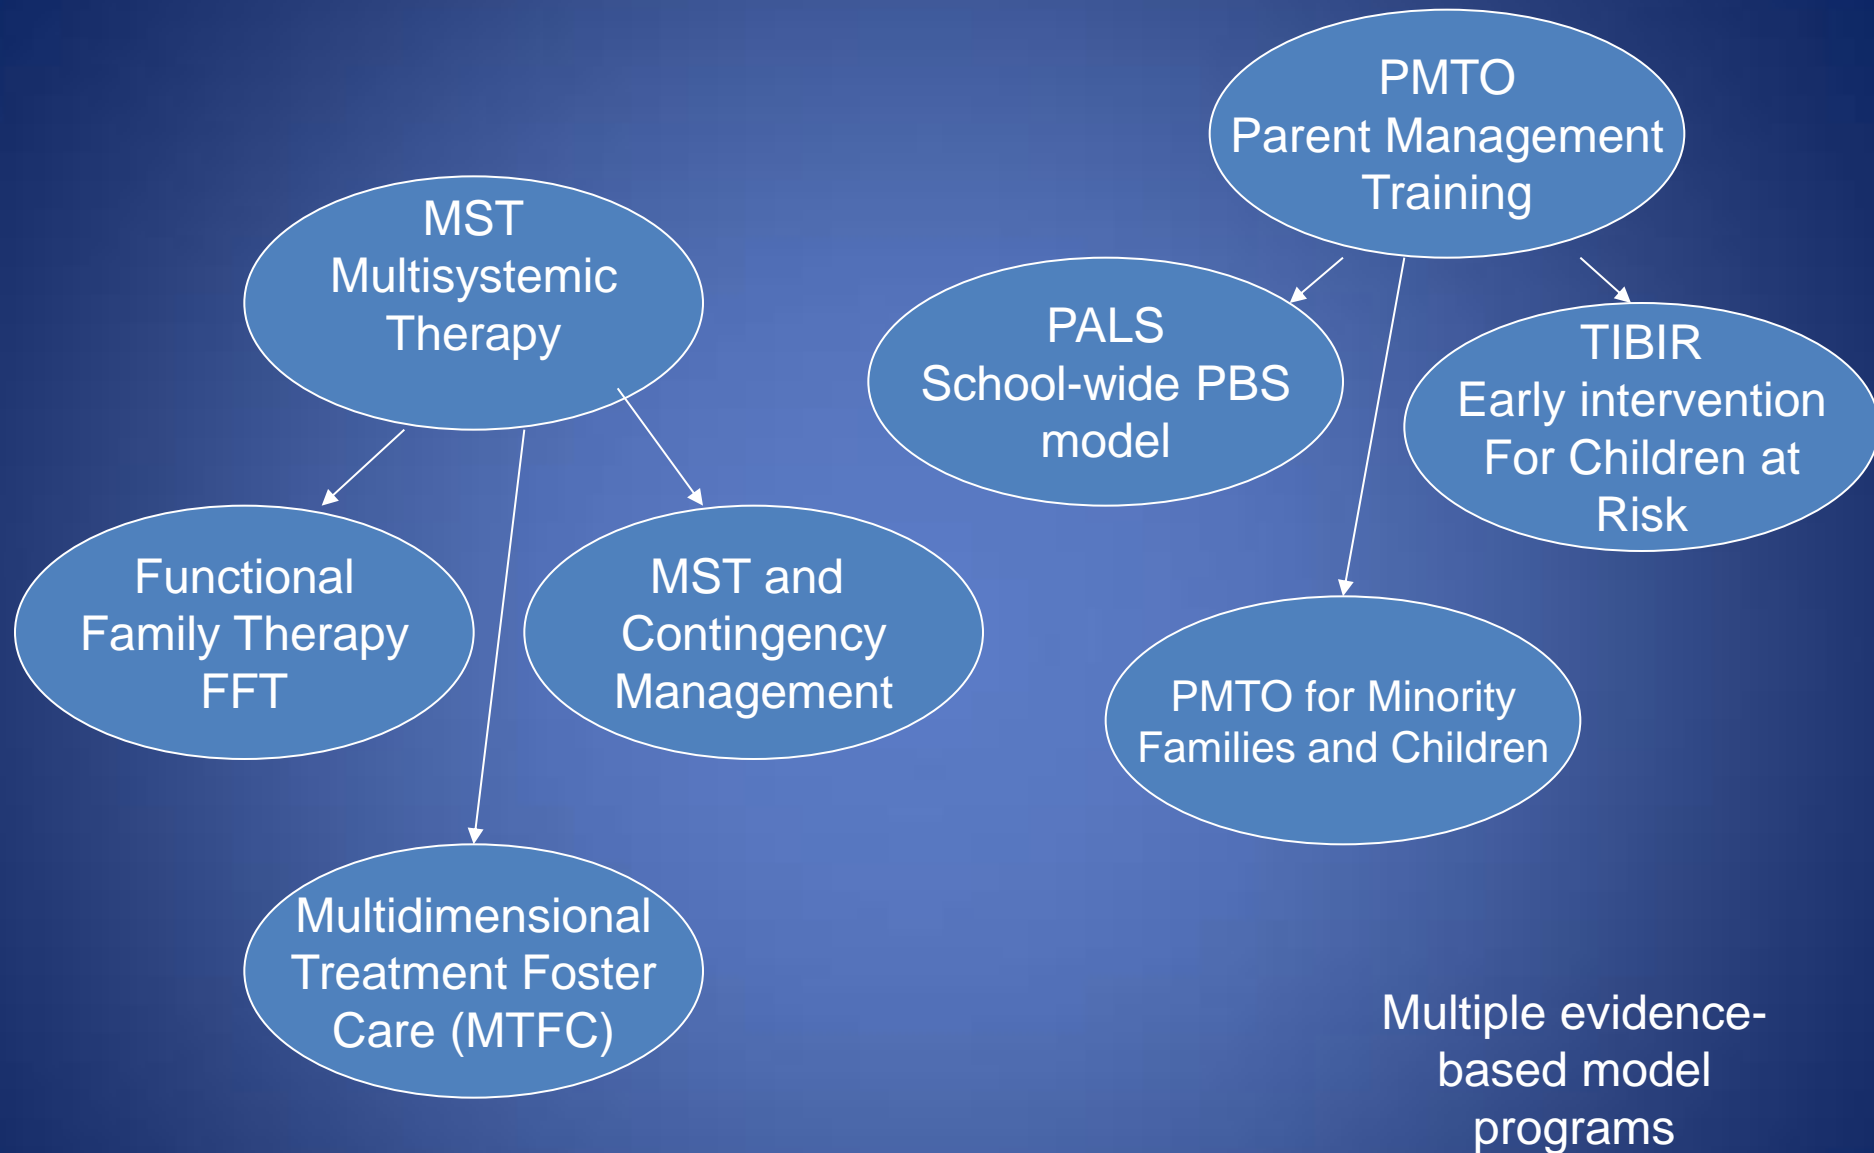 PMTO
Parent Management
Training
MST
Multisystemic
Therapy
PALS
School-wide PBS
model
TIBIR
Early intervention
For Children at
Risk
Functional
Family Therapy
FFT
MST and
Contingency
Management
PMTO for Minority
Families and Children
Multidimensional
Treatment Foster
Care (MTFC)
Multiple evidence-
based model
programs